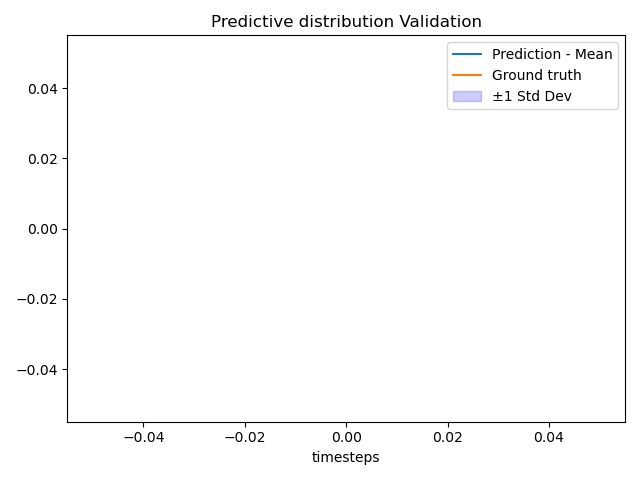 Predictive distribution Validation
Prediction - Mean
Ground truth
±1 Std Dev
0.04
0.02
0.00
−0.02
−0.04
−0.04 −0.02 0.00 0.02 0.04
timesteps